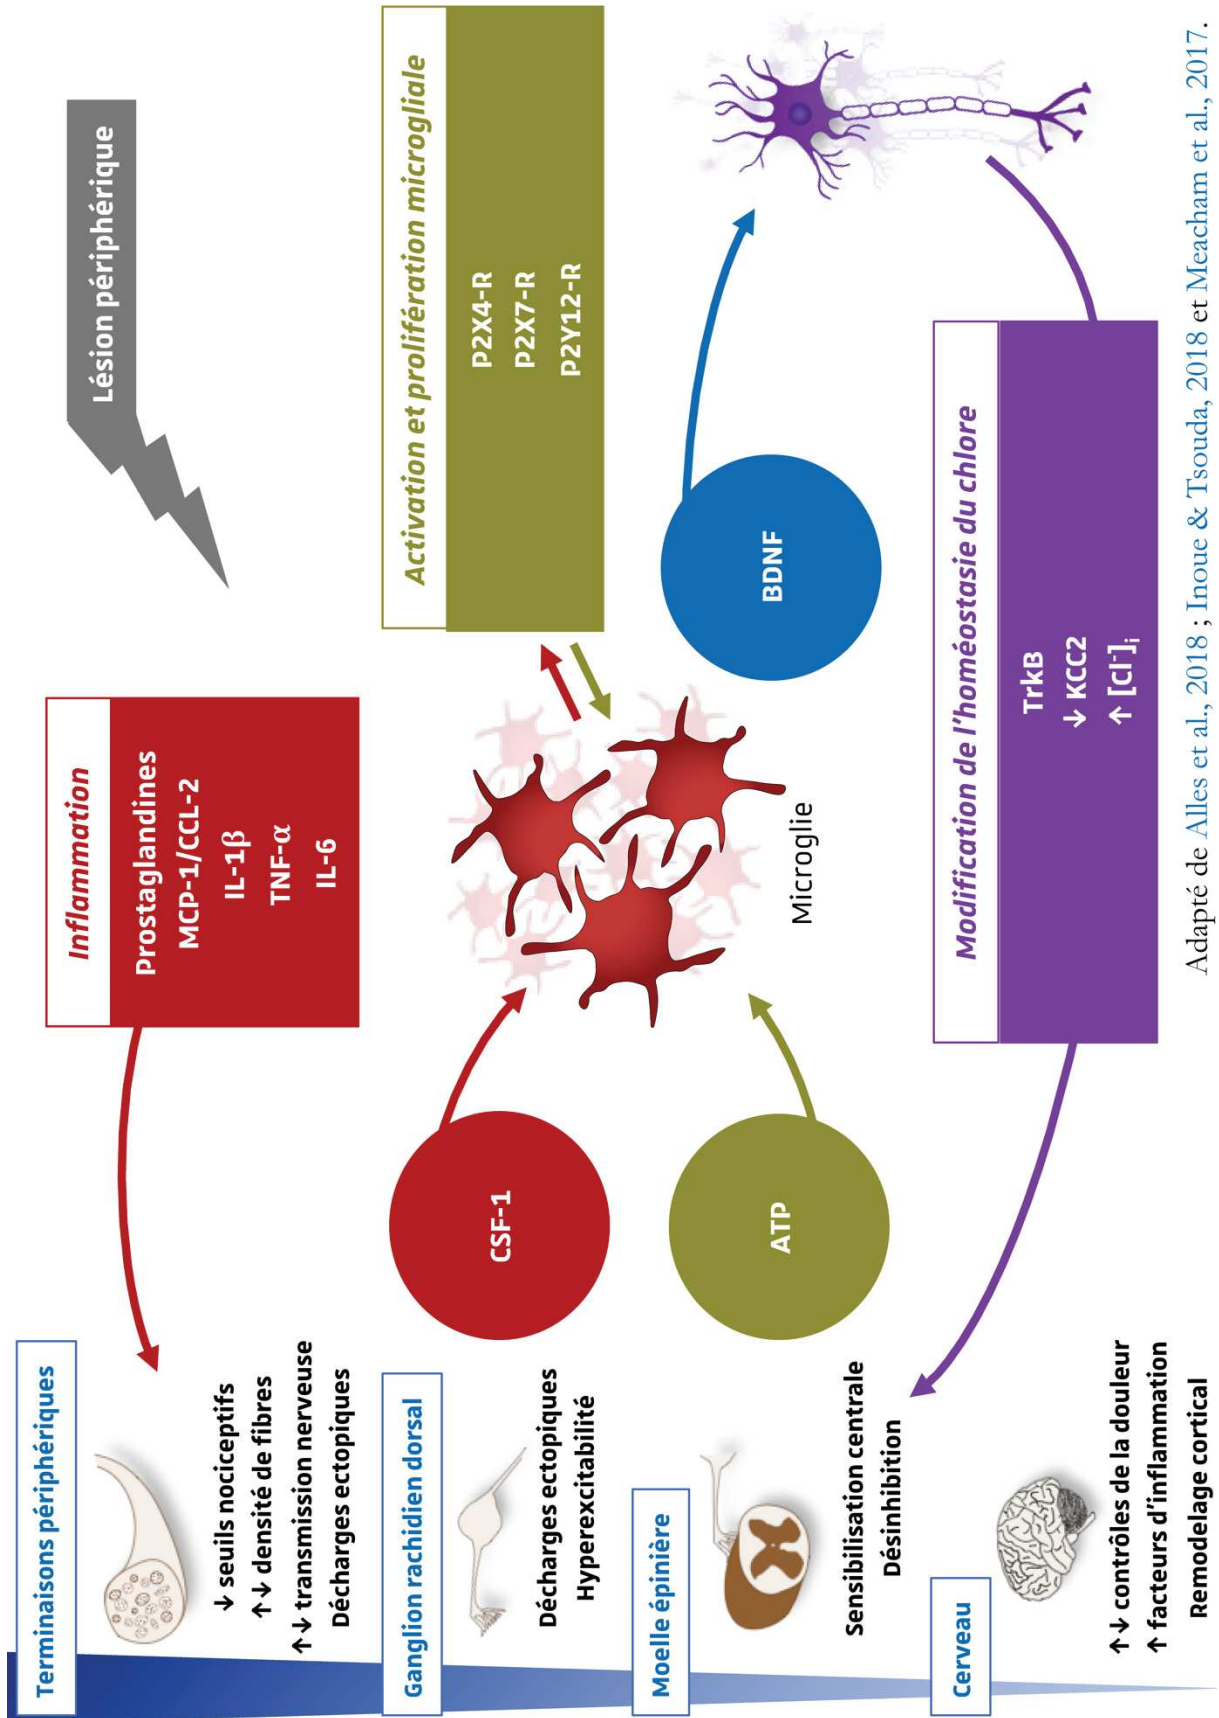 Lésion périphérique
Terminaisons périphériques
↓ seuils nociceptifs
↑↓ densité de fibres
↑↓ transmission nerveuse
Décharges ectopiques
Inflammation
Prostaglandines
MCP-1/CCL-2
IL-1β
TNF-α
IL-6
Ganglion rachidien dorsal
Décharges ectopiques
Hyperexcitabilité
CSF-1
Activation et prolifération microgliale
P2X4-R
P2X7-R
P2Y12-R
Microglie
Moelle épinière
Sensibilisation centrale
Désinhibition
ATP
BDNF
Cerveau
↑↓ contrôles de la douleur
↑ facteurs d'inflammation
Remodelage cortical
Modification de l'homéostasie du chlore
TrkB
↓ KCC2
↑ [Cl⁻]ᵢ
Adapté de Alles et al., 2018 ; Inoue & Tsouda, 2018 et Meacham et al., 2017.